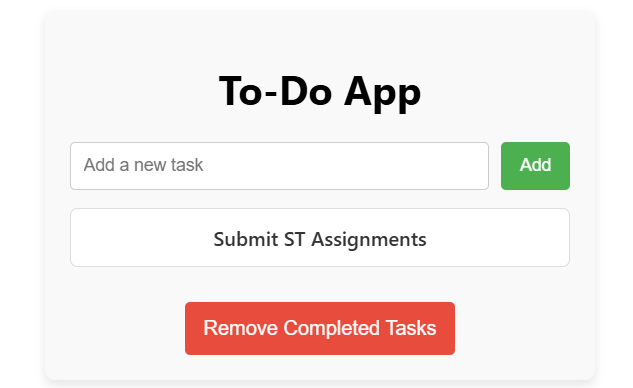 To-Do App
Add a new task
Add
Submit ST Assignments
Remove Completed Tasks